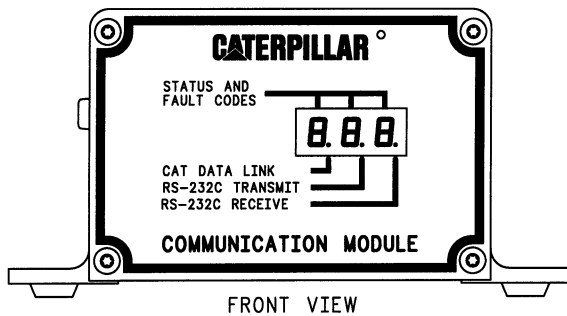 CATERPILLAR
STATUS AND
FAULT CODES
8.8.8.
CAT DATA LINK
RS-232C TRANSMIT
RS-232C RECEIVE
COMMUNICATION MODULE
FRONT VIEW